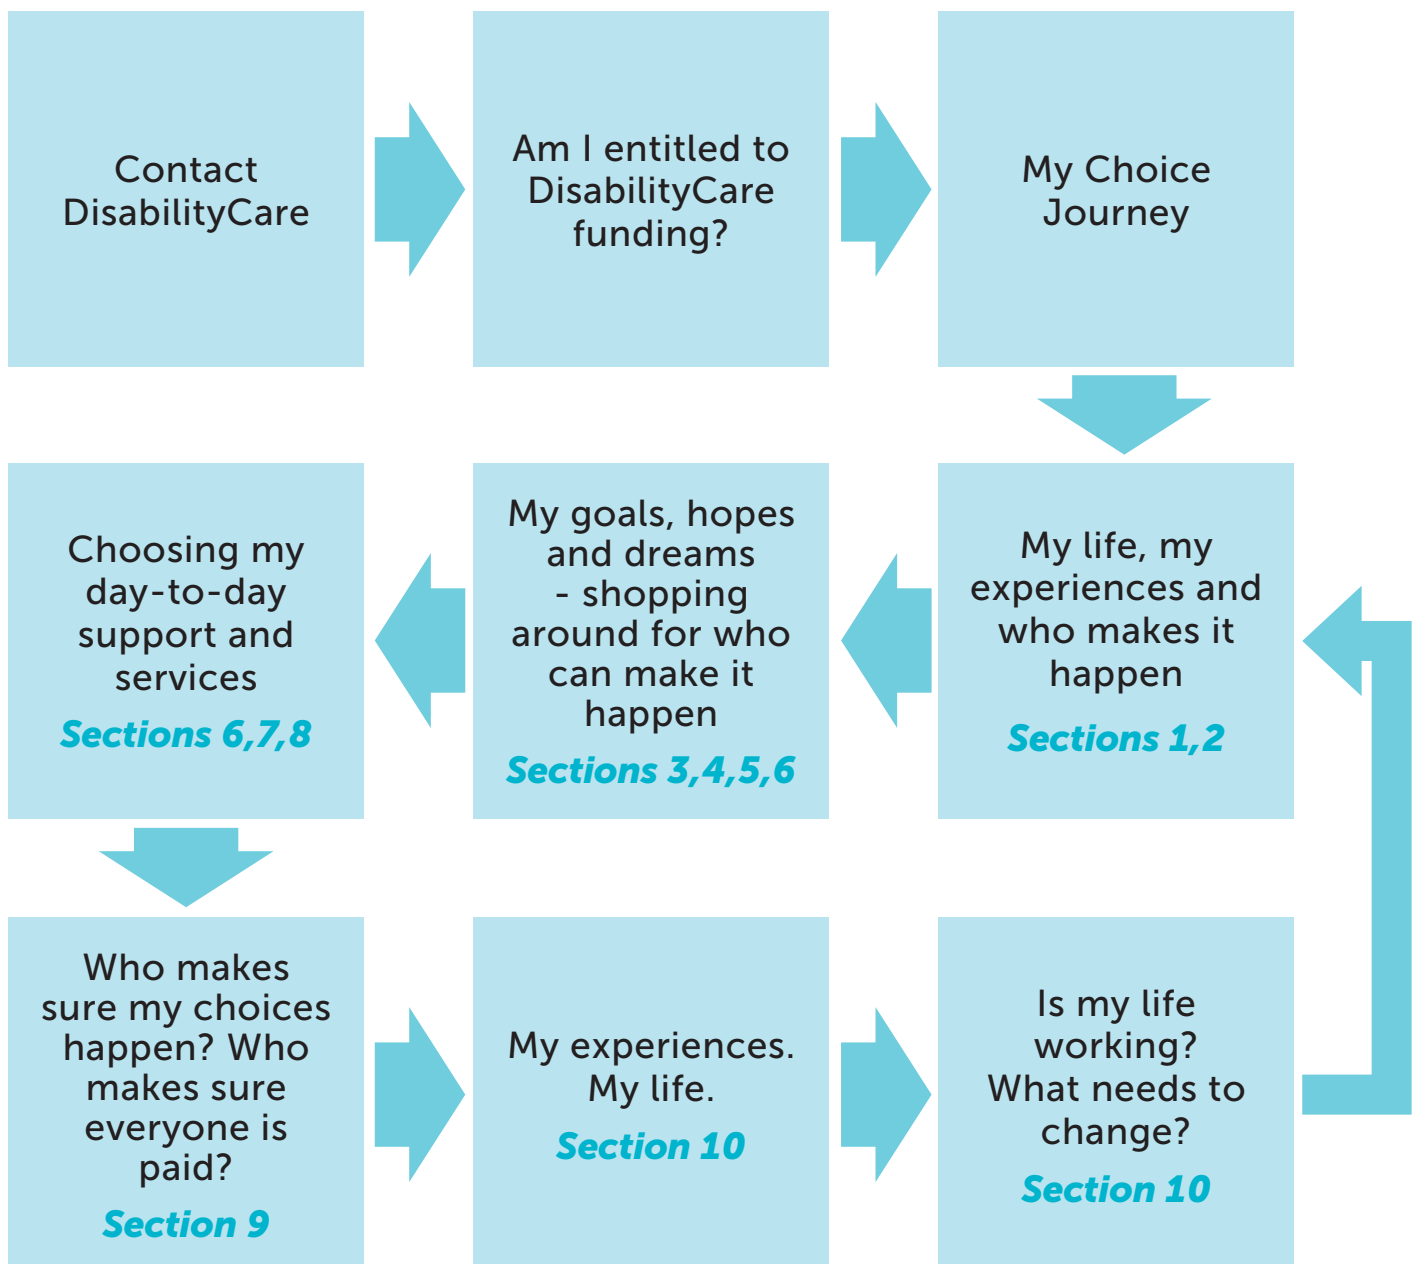 Contact
DisabilityCare
Am I entitled to
DisabilityCare
funding?
My Choice
Journey
My life, my
experiences and
who makes it
happen
Sections 1,2
My goals, hopes
and dreams
- shopping
around for who
can make it
happen
Sections 3,4,5,6
Choosing my
day-to-day
support and
services
Sections 6,7,8
Who makes
sure my choices
happen? Who
makes sure
everyone is
paid?
Section 9
My experiences.
My life.
Section 10
Is my life
working?
What needs to
change?
Section 10